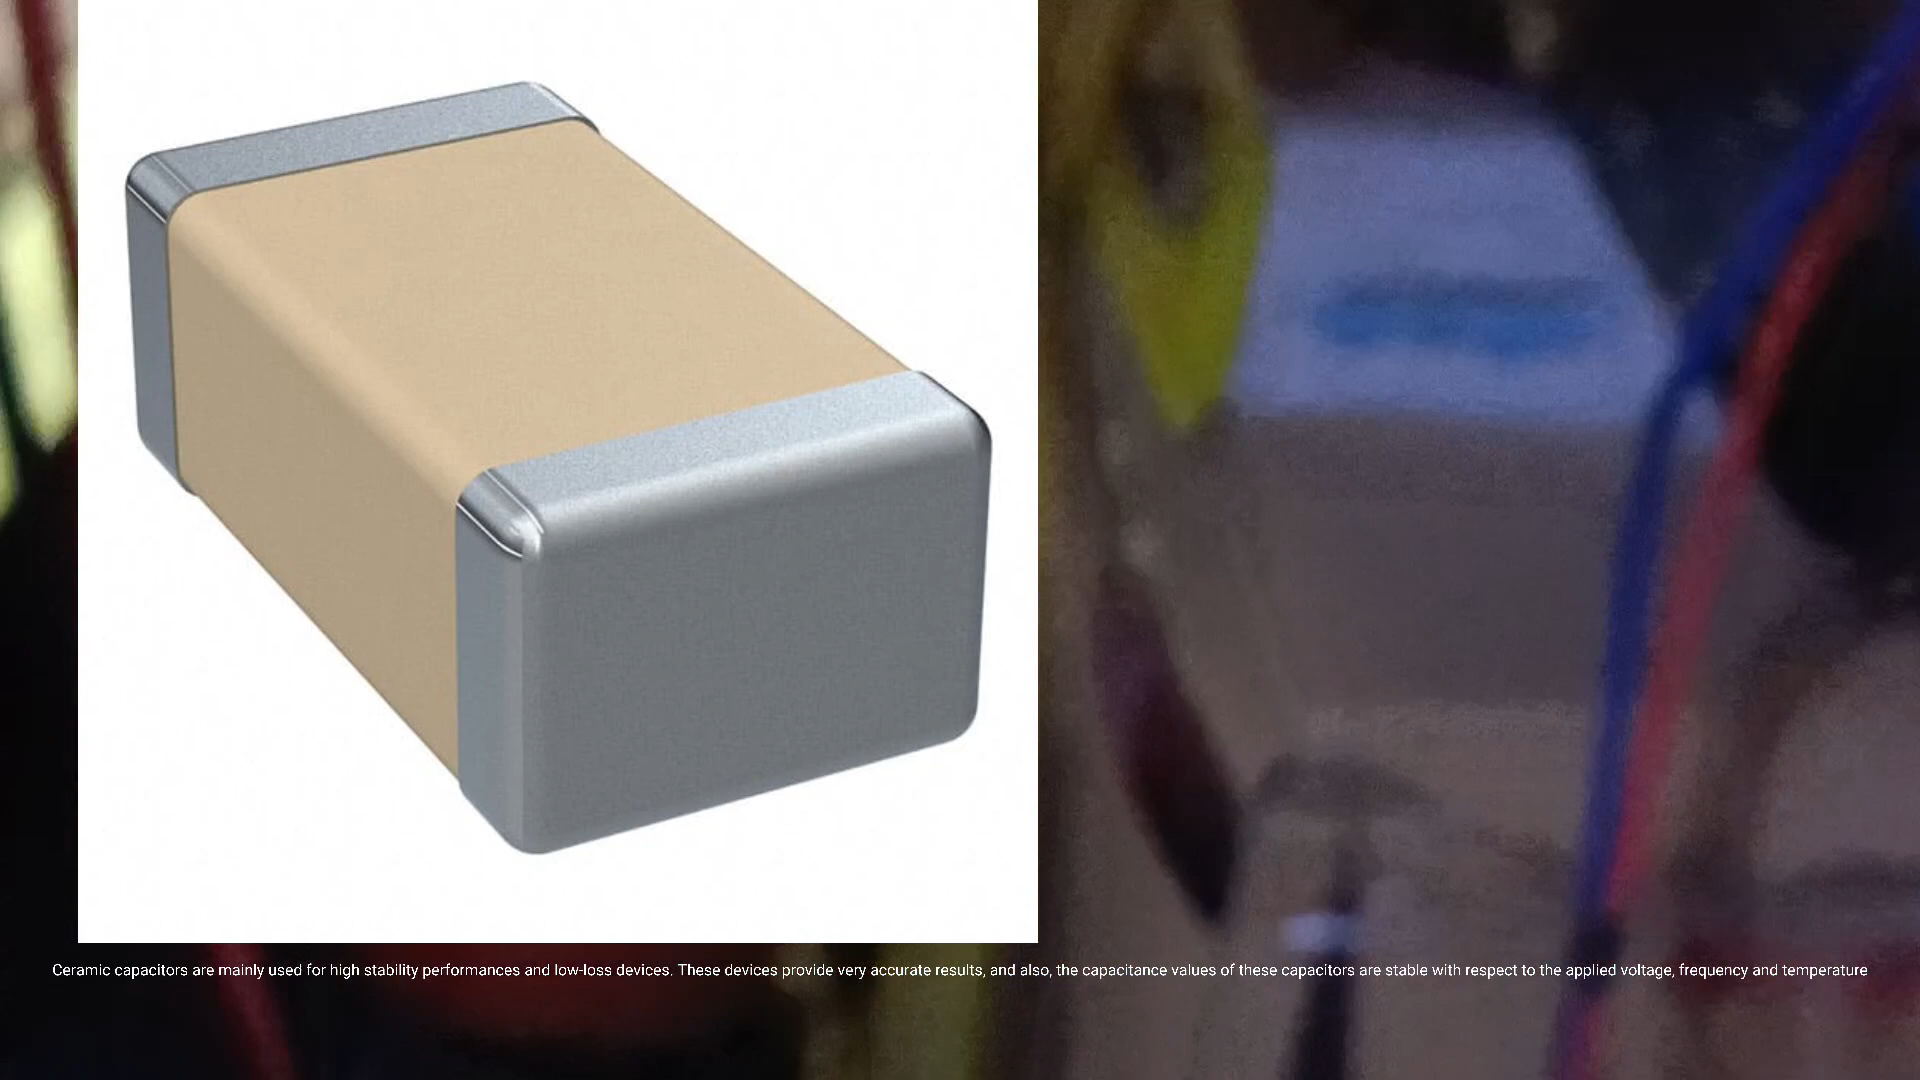 Ceramic capacitors are mainly used for high stability performances and low-loss devices. These devices provide very accurate results, and also, the capacitance values of these capacitors are stable with respect to the applied voltage, frequency and temperature